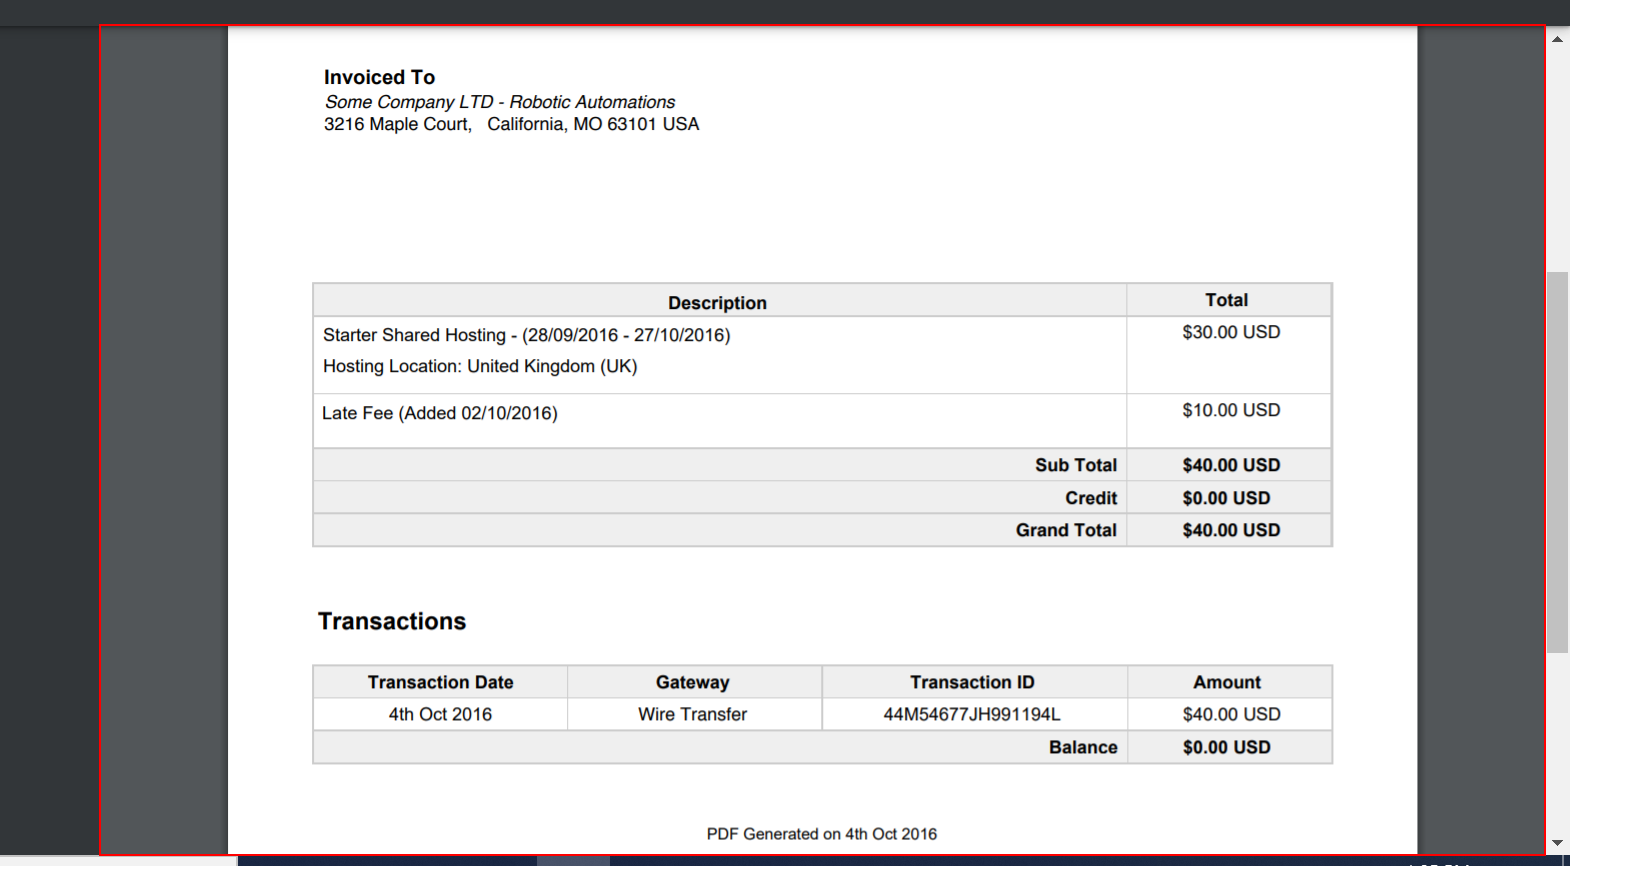 Invoiced To
Some Company LTD - Robotic Automations
3216 Maple Court, California, MO 63101 USA
Description Total
Starter Shared Hosting - (28/09/2016 - 27/10/2016) $30.00 USD
Hosting Location: United Kingdom (UK)
Late Fee (Added 02/10/2016) $10.00 USD
Sub Total $40.00 USD
Credit $0.00 USD
Grand Total $40.00 USD
Transactions
Transaction Date Gateway Transaction ID Amount
4th Oct 2016 Wire Transfer 44M54677JH991194L $40.00 USD
Balance $0.00 USD
PDF Generated on 4th Oct 2016